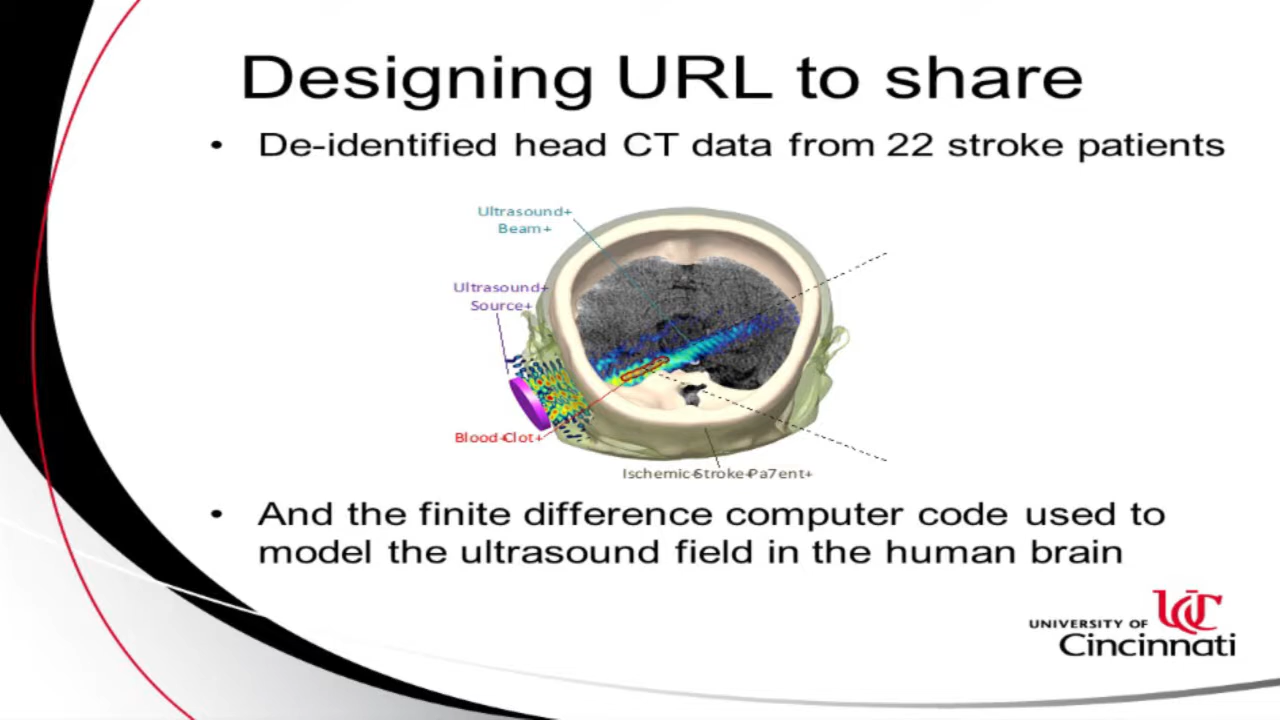 Designing URL to share
• De-identified head CT data from 22 stroke patients
Ultrasound+
Beam+
Ultrasound+
Source+
Blood+Clot+
Ischemic+Stroke+Pa7ent+
• And the finite difference computer code used to
model the ultrasound field in the human brain
UC
UNIVERSITY OF
Cincinnati